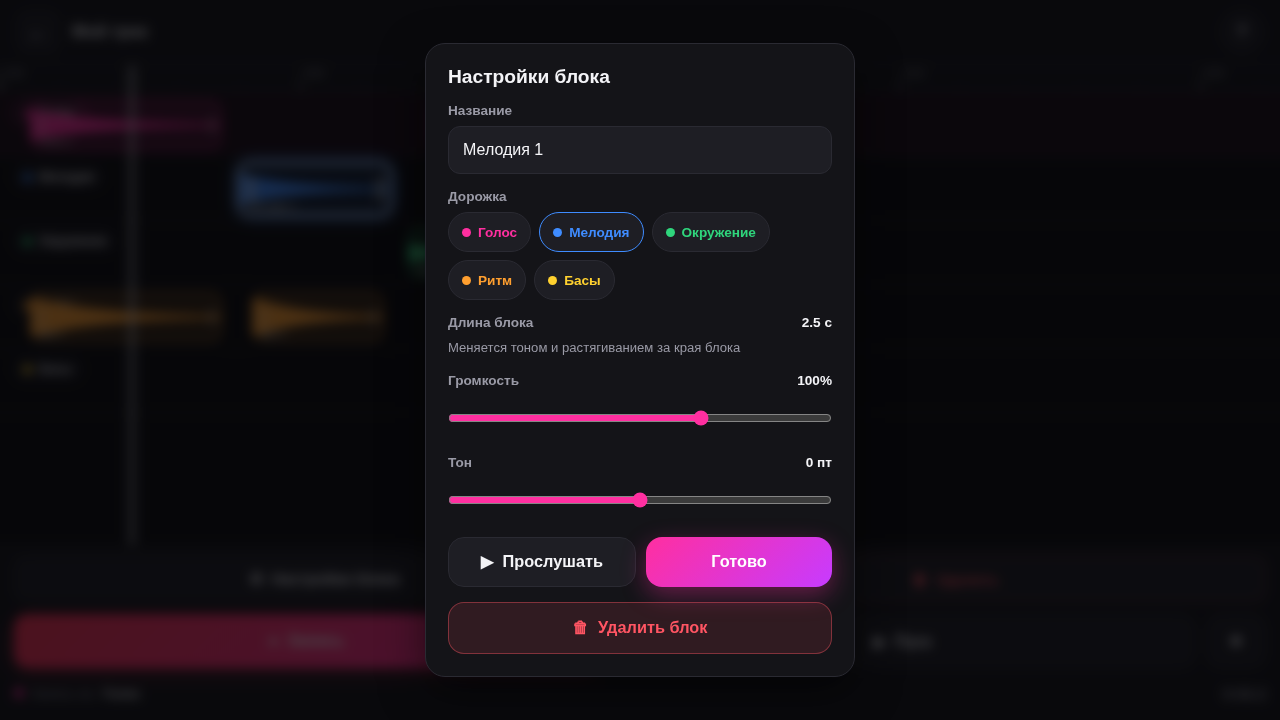 Настройки блока
Название
Мелодия 1
Дорожка
Голос Мелодия Окружение
Ритм Басы
Длина блока 2.5 с
Меняется тоном и растягиванием за края блока
Громкость 100%
Тон 0 пт
▶ Прослушать Готово
Удалить блок